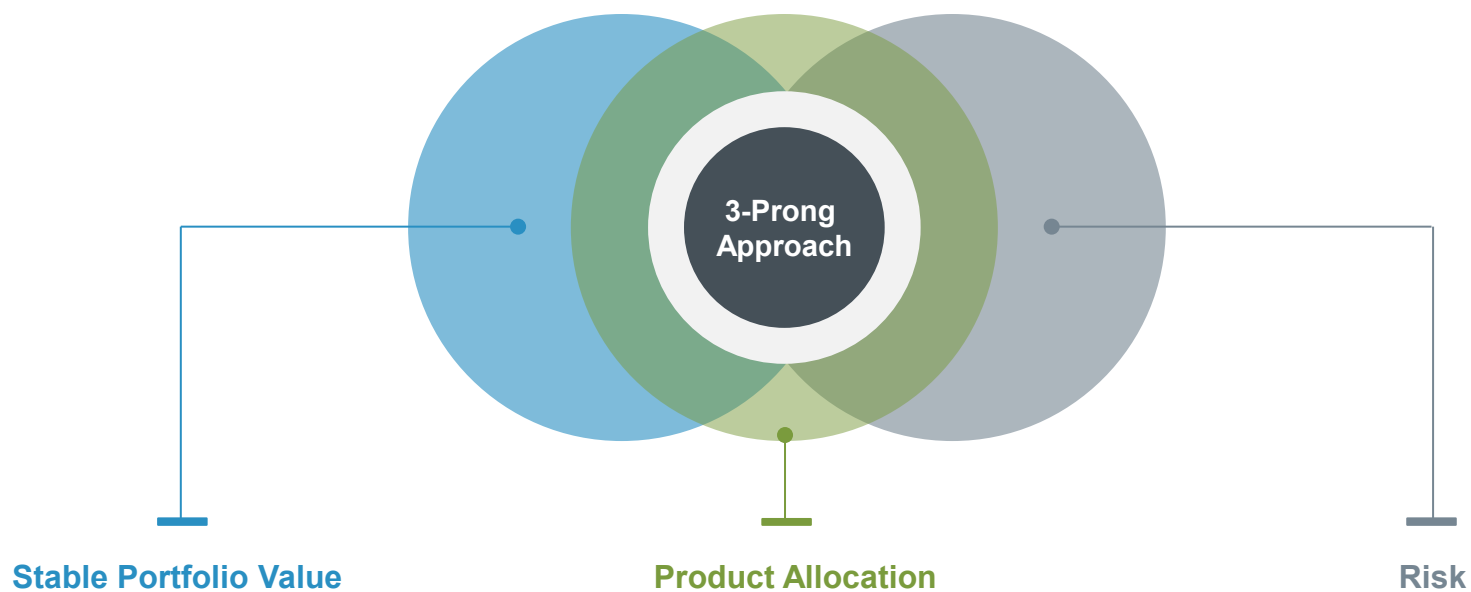 3-Prong
Approach
Stable Portfolio Value
Product Allocation
Risk